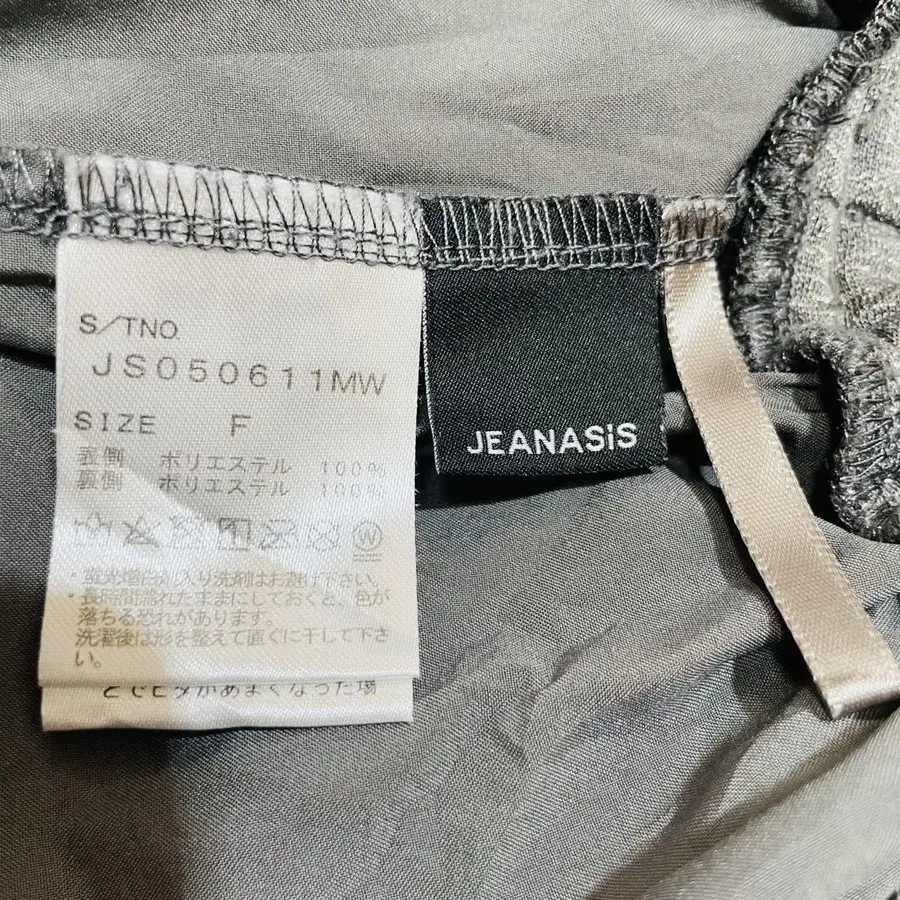 S/TNO.
JS050611MW
SIZE F
表側 ポリエステル 100%
裏側 ポリエステル 100%
W
・蛍光増白剤入り洗剤はお避け下さい。
・長時間濡れたままにしておくと、色が
落ちる恐れがあります。
洗濯後は形を整えて直ぐに干して下さ
い。
JEANASiS